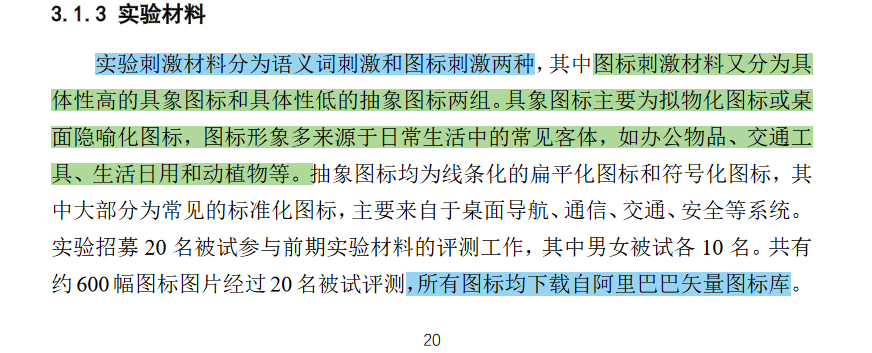 3.1.3 实验材料
实验刺激材料分为语义词刺激和图标刺激两种，其中图标刺激材料又分为具
体性高的具象图标和具体性低的抽象图标两组。具象图标主要为拟物化图标或桌
面隐喻化图标，图标形象多来源于日常生活中的常见客体，如办公物品、交通工
具、生活日用和动植物等。抽象图标均为线条化的扁平化图标和符号化图标，其
中大部分为常见的标准化图标，主要来自于桌面导航、通信、交通、安全等系统。
实验招募 20 名被试参与前期实验材料的评测工作，其中男女被试各 10 名。共有
约 600 幅图标图片经过 20 名被试评测，所有图标均下载自阿里巴巴矢量图标库。
20